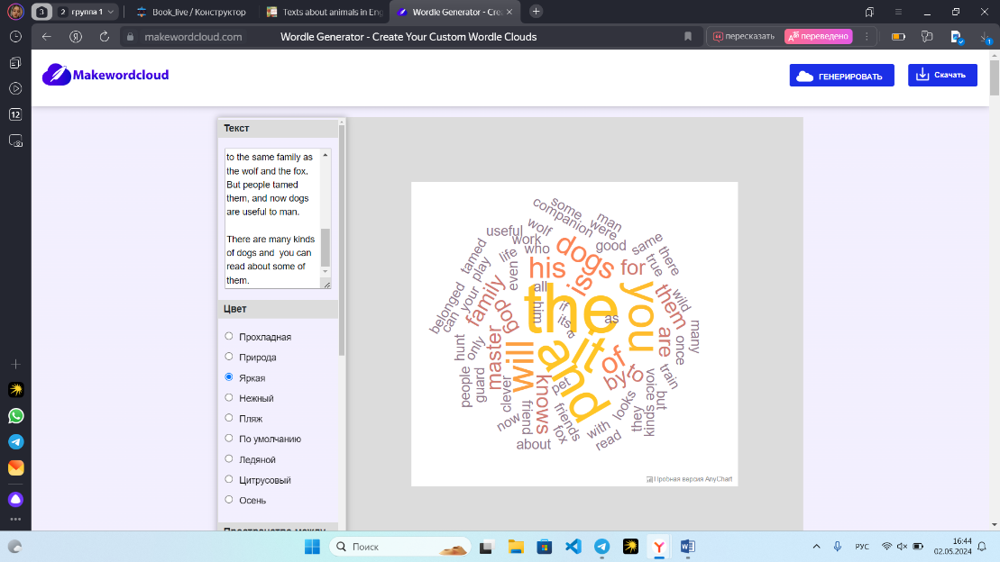 3
2 группа 1
Book_live / Конструктор
Texts about animals in Eng
Wordle Generator - Crea
makewordcloud.com
Wordle Generator - Create Your Custom Wordle Clouds
пересказать
переведено
1
12
Makewordcloud
ГЕНЕРИРОВАТЬ
Скачать
Текст
to the same family as
the wolf and the fox.
But people tamed
them, and now dogs
are useful to man.
There are many kinds
of dogs and  you can
read about some of
them.
Цвет
Прохладная
Природа
Яркая
Нежный
Пляж
По умолчанию
Ледяной
Цитрусовый
Осень
Пространство между
some
companion
man
were
useful
wolf
work
who
dogs
good
same
there
tamed
life
play
even
his
is
for
true
you
belonged
can
your
family
all
the
him
if
its
a
as
them
wild
dog
it
are
once
many
hunt
only
master
will
and
of
by
to
train
people
guard
clever
knows
pet
voice
but
now
friend
friends
fox
looks
they
kinds
with
read
about
Пробная версия AnyChart
Поиск
РУС
16:44
02.05.2024